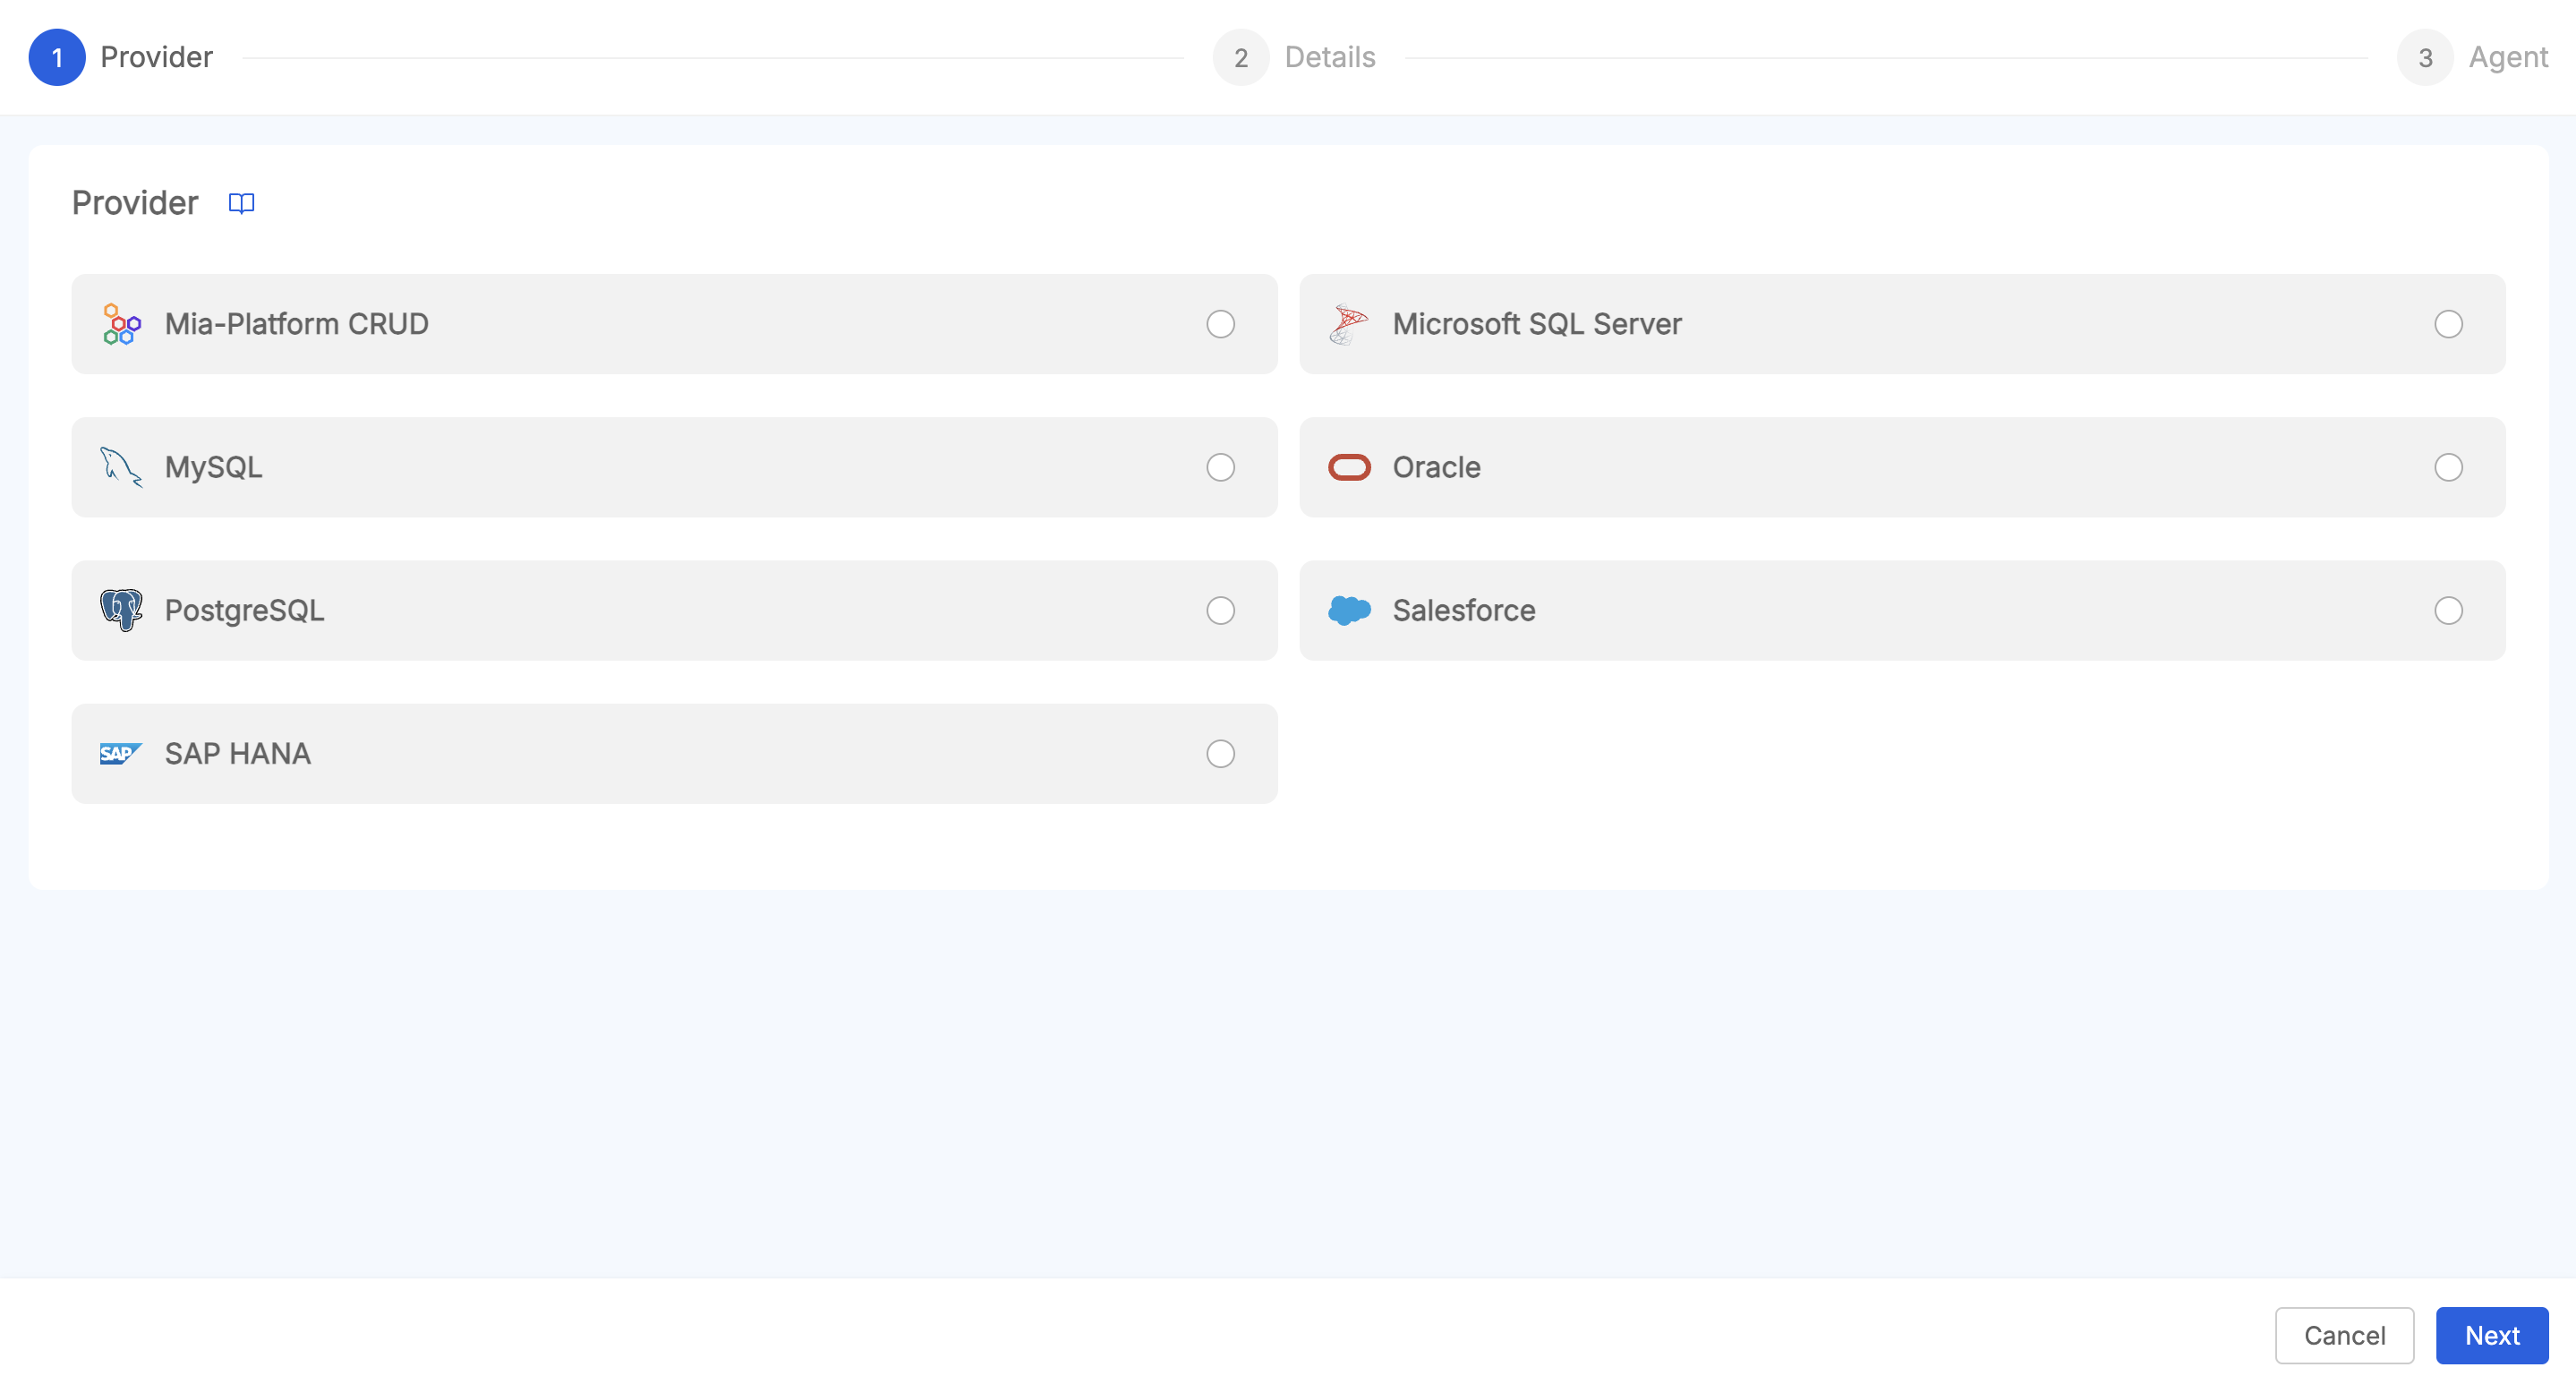 1 Provider 2 Details 3 Agent
Provider
Mia-Platform CRUD
Microsoft SQL Server
MySQL
Oracle
PostgreSQL
Salesforce
SAP SAP HANA
Cancel Next